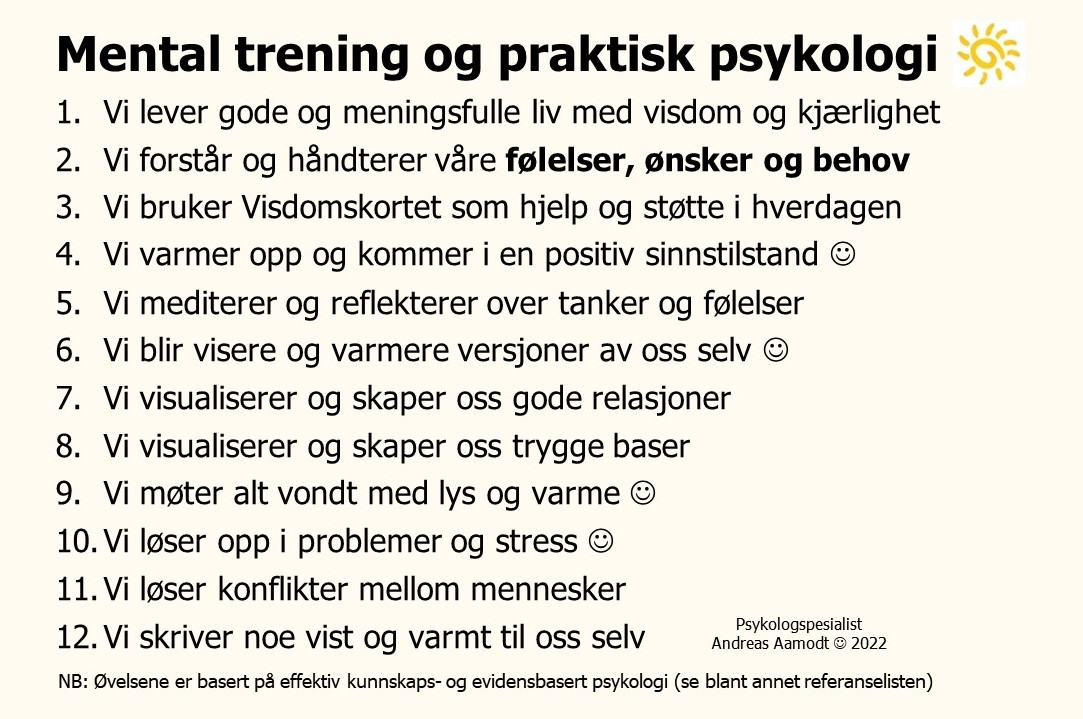 Mental trening og praktisk psykologi
1. Vi lever gode og meningsfulle liv med visdom og kjærlighet
2. Vi forstår og håndterer våre følelser, ønsker og behov
3. Vi bruker Visdomskortet som hjelp og støtte i hverdagen
4. Vi varmer opp og kommer i en positiv sinnstilstand ☺
5. Vi mediterer og reflekterer over tanker og følelser
6. Vi blir visere og varmere versjoner av oss selv ☺
7. Vi visualiserer og skaper oss gode relasjoner
8. Vi visualiserer og skaper oss trygge baser
9. Vi møter alt vondt med lys og varme ☺
10. Vi løser opp i problemer og stress ☺
11. Vi løser konflikter mellom mennesker
12. Vi skriver noe vist og varmt til oss selv
Psykologspesialist
Andreas Aamodt ☺ 2022
NB: Øvelsene er basert på effektiv kunnskaps- og evidensbasert psykologi (se blant annet referanselisten)